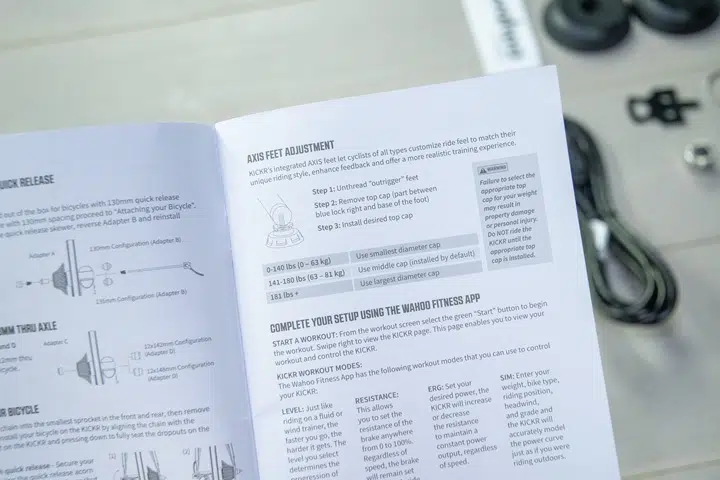 QUICK RELEASE
out of the box for bicycles with 130mm quick release
with 130mm spacing proceed to "Attaching your Bicycle".
quick release skewer, reverse Adapter B and reinstall
130mm Configuration (Adapter B)
Adapter A
135mm Configuration (Adapter B)
THRU AXLE
Adapter C
12x142mm Configuration
(Adapter D)
12x148mm Configuration
(Adapter D)
BICYCLE
chain into the smallest sprocket in the front and rear, then remove
your bicycle on the KICKR by aligning the chain with the
on the KICKR and pressing down to fully seat the dropouts on the
quick release - Secure your
the quick release acorn
[1]
[2]
[1]
AXIS FEET ADJUSTMENT
KICKR's integrated AXIS feet let cyclists of all types customize ride feel to match their
unique riding style, enhance feedback and offer a more realistic training experience.
Step 1: Unthread "outrigger" feet
Step 2: Remove top cap (part between
blue lock right and base of the foot)
Step 3: Install desired top cap
WARNING
Failure to select the
appropriate top
cap for your weight
may result in
property damage
or personal injury.
Do NOT ride the
KICKR until the
appropriate top
cap is installed.
0-140 lbs (0 – 63 kg) Use smallest diameter cap
141-180 lbs (63 – 81 kg) Use middle cap (installed by default)
181 lbs + Use largest diameter cap
COMPLETE YOUR SETUP USING THE WAHOO FITNESS APP
START A WORKOUT: From the workout screen select the green "Start" button to begin
the workout. Swipe right to view the KICKR page. This page enables you to view your
workout and control the KICKR.
KICKR WORKOUT MODES:
The Wahoo Fitness App has the following workout modes that you can use to control
your KICKR:
LEVEL: Just like
riding on a fluid or
wind trainer, the
faster you go, the
harder it gets. The
level you select
determines the
progression of
RESISTANCE:
This allows
you to set the
resistance of the
brake anywhere
from 0 to 100%.
Regardless of
speed, the brake
will remain set
ERG: Set your
desired power, the
KICKR will increase
or decrease
the resistance
to maintain a
constant power
output, regardless
of speed.
SIM: Enter your
weight, bike type,
riding position,
headwind,
and grade and
the KICKR will
accurately model
the power curve
just as if you were
riding outdoors.